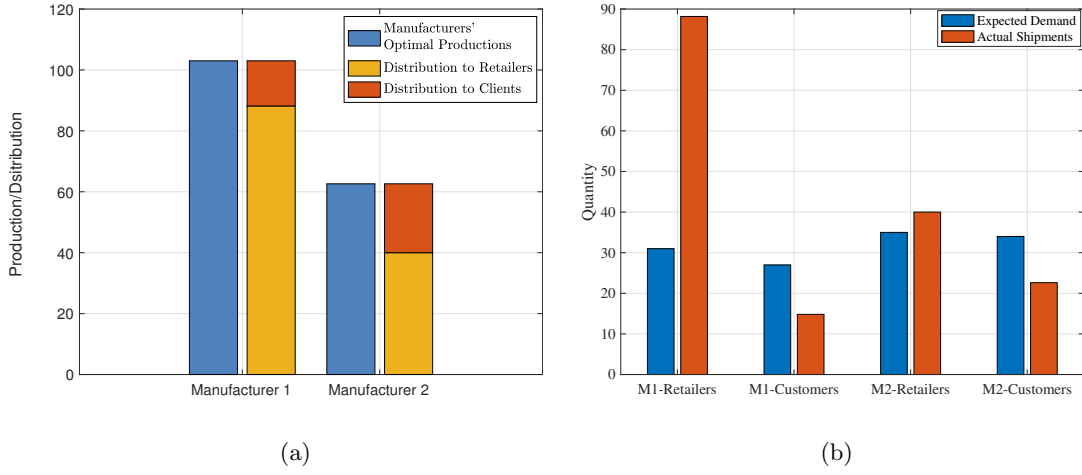 120
100
80
60
40
20
0
Production/Dsitribution
Manufacturers'
Optimal Productions
Distribution to Retailers
Distribution to Clients
Manufacturer 1
Manufacturer 2
(a)
90
80
70
60
50
40
30
20
10
0
Quantity
Expected Demand
Actual Shipments
M1-Retailers
M1-Customers
M2-Retailers
M2-Customers
(b)